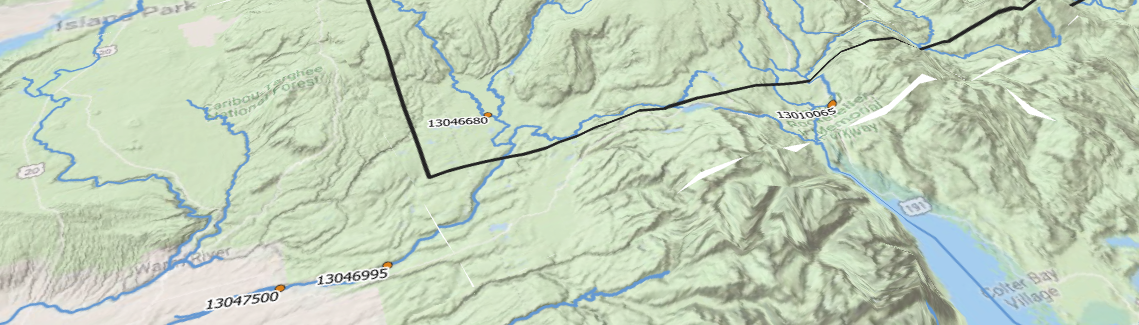 Island Park
20
Caribou-Targhee
National Forest
13046680
13010065
Memorial
Parkway
20
191
Warm River
13046995
13047500
Colter Bay
Village